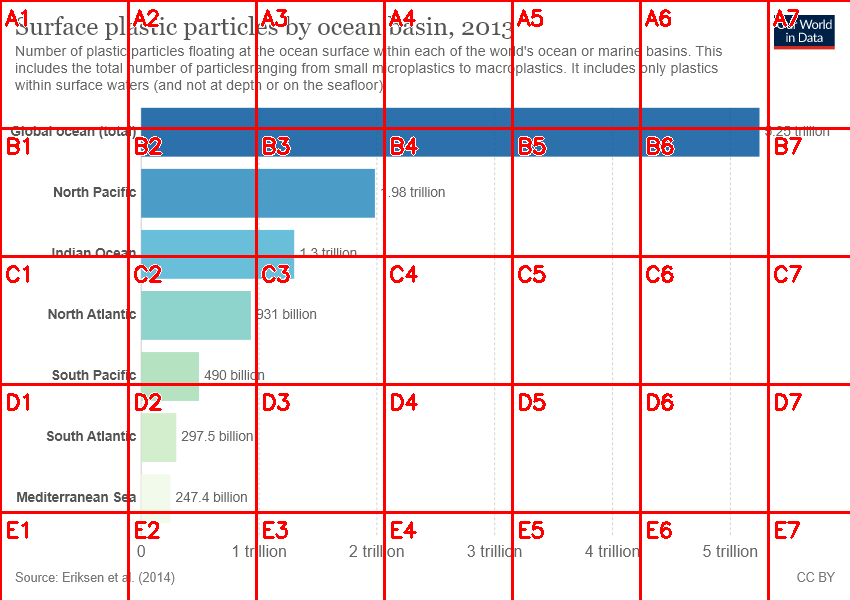 Surface plastic particles by ocean basin, 2013
Our World
in Data
Number of plastic particles floating at the ocean surface within each of the world's ocean or marine basins. This
includes the total number of particlesranging from small microplastics to macroplastics. It includes only plastics
within surface waters (and not at depth or on the seafloor)
Global ocean (total) 5.25 trillion
North Pacific 1.98 trillion
Indian Ocean 1.3 trillion
North Atlantic 931 billion
South Pacific 490 billion
South Atlantic 297.5 billion
Mediterranean Sea 247.4 billion
0 1 trillion 2 trillion 3 trillion 4 trillion 5 trillion
Source: Eriksen et al. (2014) CC BY
A1 A2 A3 A4 A5 A6 A7
B1 B2 B3 B4 B5 B6 B7
C1 C2 C3 C4 C5 C6 C7
D1 D2 D3 D4 D5 D6 D7
E1 E2 E3 E4 E5 E6 E7